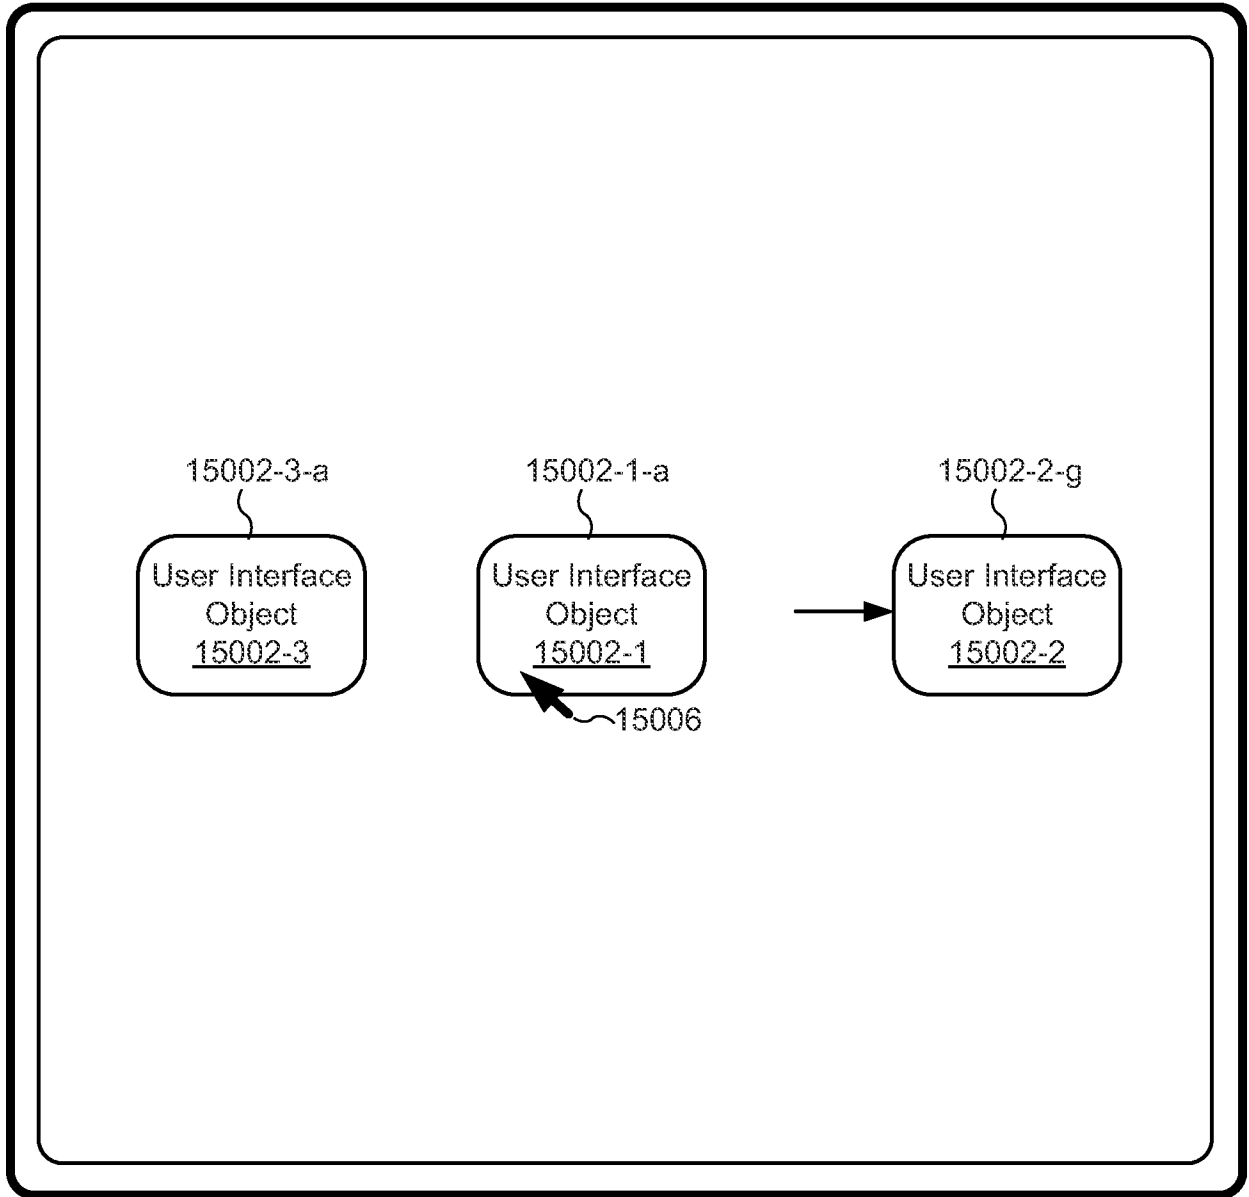 15002-3-a
15002-1-a
15002-2-g
User Interface
Object
15002-3
User Interface
Object
15002-1
User Interface
Object
15002-2
15006